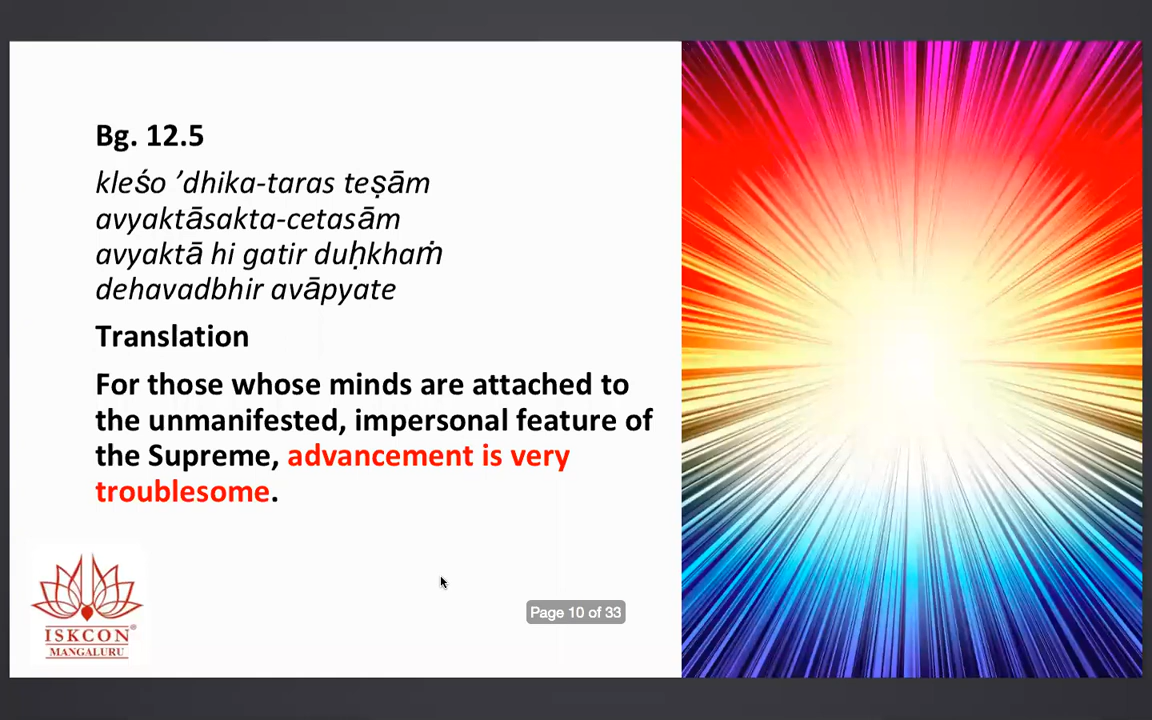 Bg. 12.5
kleśo ’dhika-taras teṣām
avyaktāsakta-cetasām
avyaktā hi gatir duḥkhaṁ
dehavadbhir avāpyate
Translation
For those whose minds are attached to
the unmanifested, impersonal feature of
the Supreme, advancement is very
troublesome.
ISKCON®
MANGALURU
Page 10 of 33